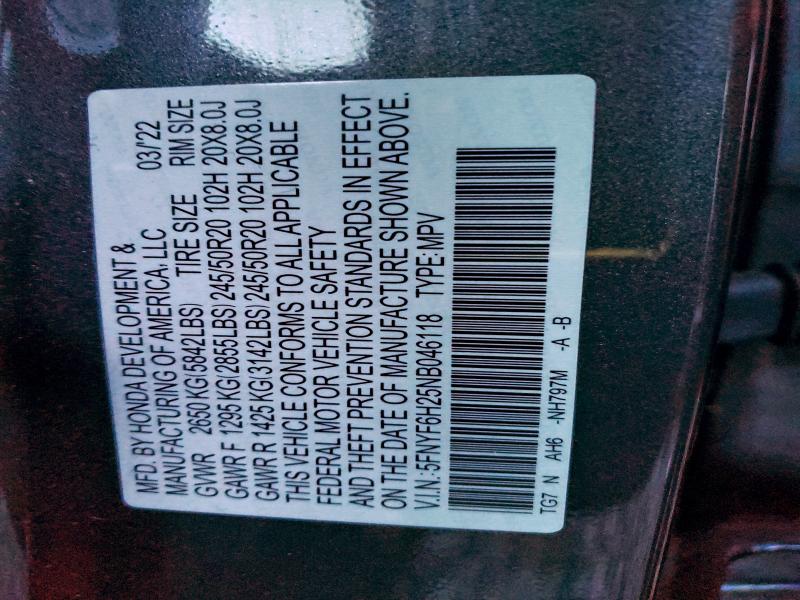 MFD. BY HONDA DEVELOPMENT &
MANUFACTURING OF AMERICA, LLC 03/'22
GVWR 2650 KG(5842LBS) TIRE SIZE RIM SIZE
GAWR F 1295 KG(2855LBS) 245/50R20 102H 20X8.0J
GAWR R 1425 KG(3142LBS) 245/50R20 102H 20X8.0J
THIS VEHICLE CONFORMS TO ALL APPLICABLE
FEDERAL MOTOR VEHICLE SAFETY
AND THEFT PREVENTION STANDARDS IN EFFECT
ON THE DATE OF MANUFACTURE SHOWN ABOVE.
V.I.N.: 5FNYF6H25NB046118 TYPE: MPV
TG7 N AH6 -NH797M -A -B